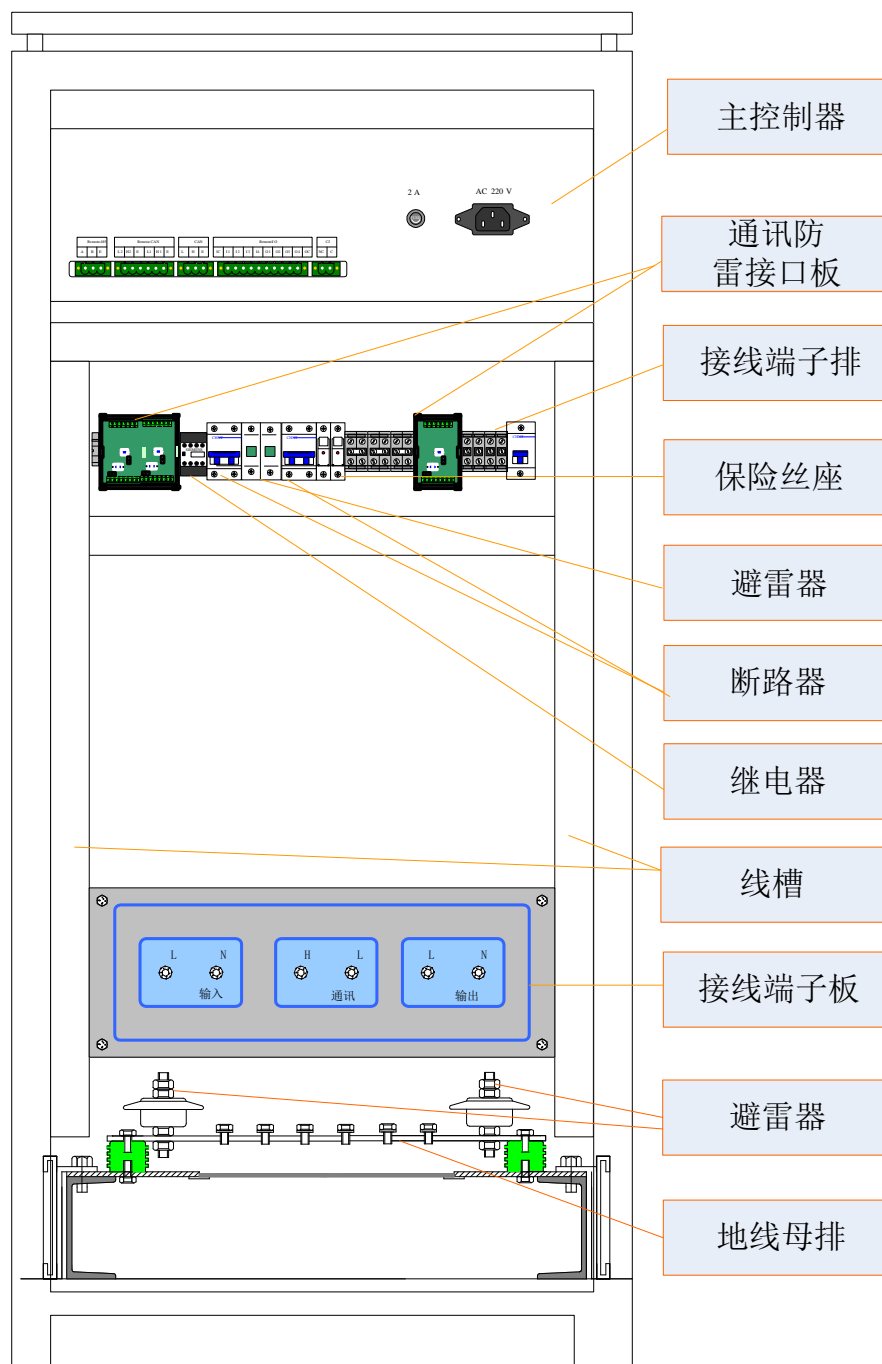 主控制器
2 A
AC 220 V
通讯防
雷接口板
接线端子排
保险丝座
避雷器
断路器
继电器
线槽
L N
输入
H L
通讯
L N
输出
接线端子板
避雷器
地线母排